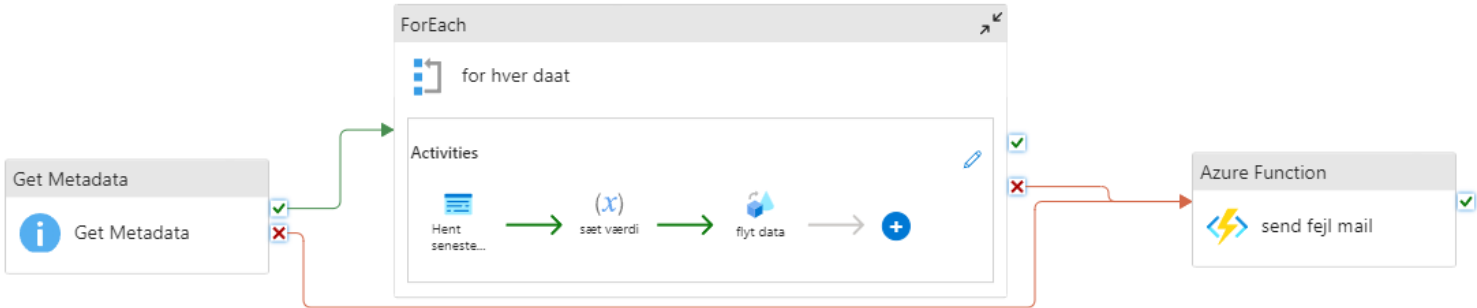 ForEach
for hver daat
Activities
Hent
seneste...
(x)
sæt værdi
flyt data
Get Metadata
Get Metadata
Azure Function
send fejl mail